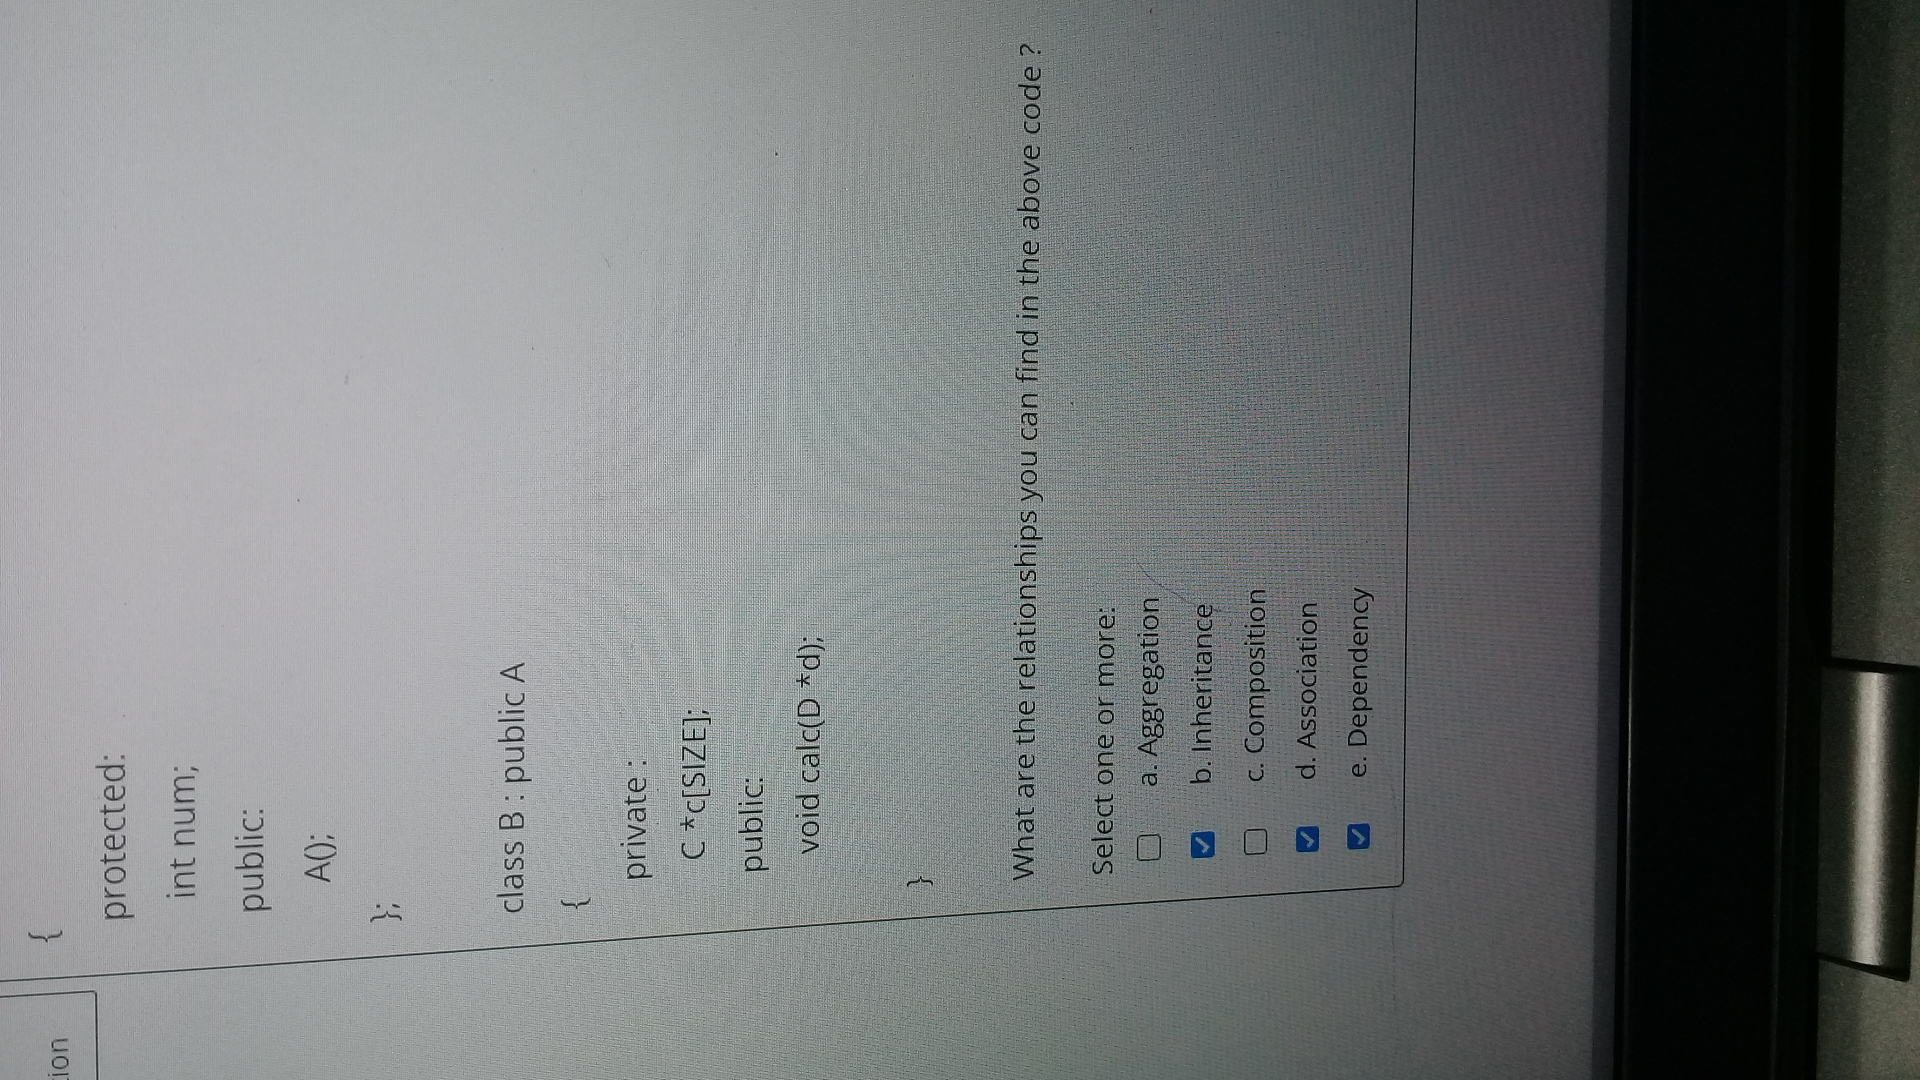 {
protected:
int num;
public:
A();
};
class B : public A
{
private :
C *c[SIZE];
public:
void calc(D *d);
}
What are the relationships you can find in the above code ?
Select one or more:
a. Aggregation
b. Inheritance
c. Composition
d. Association
e. Dependency